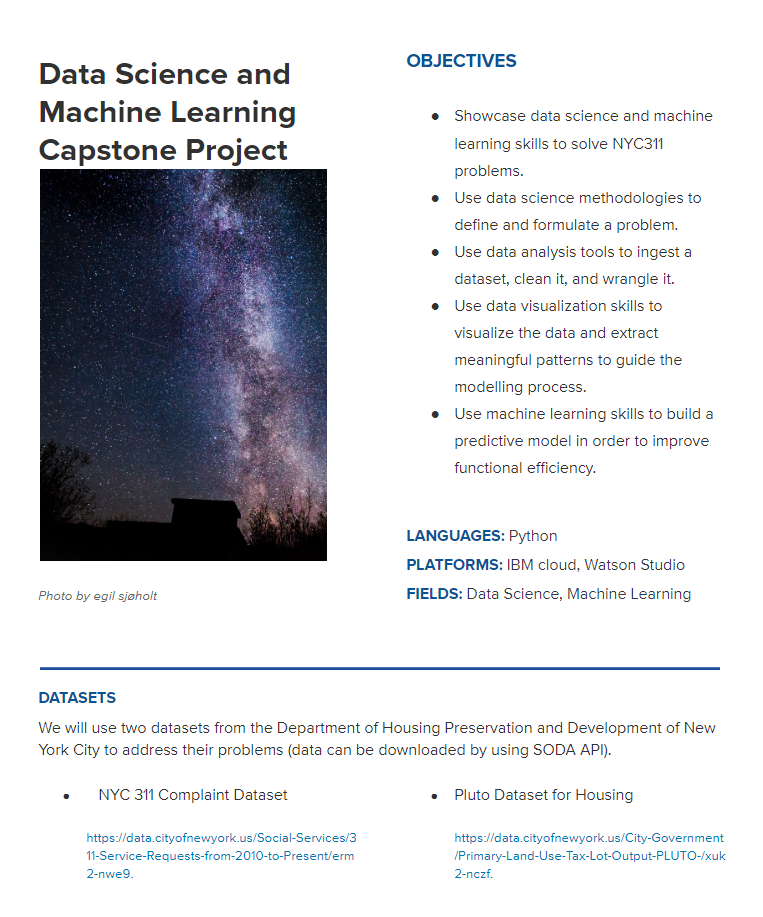 Data Science and
Machine Learning
Capstone Project
Photo by egil sjøholt
OBJECTIVES
● Showcase data science and machine
learning skills to solve NYC311
problems.
● Use data science methodologies to
define and formulate a problem.
● Use data analysis tools to ingest a
dataset, clean it, and wrangle it.
● Use data visualization skills to
visualize the data and extract
meaningful patterns to guide the
modelling process.
● Use machine learning skills to build a
predictive model in order to improve
functional efficiency.
LANGUAGES: Python
PLATFORMS: IBM cloud, Watson Studio
FIELDS: Data Science, Machine Learning
DATASETS
We will use two datasets from the Department of Housing Preservation and Development of New
York City to address their problems (data can be downloaded by using SODA API).
● NYC 311 Complaint Dataset
https://data.cityofnewyork.us/Social-Services/3
11-Service-Requests-from-2010-to-Present/erm
2-nwe9.
● Pluto Dataset for Housing
https://data.cityofnewyork.us/City-Government
/Primary-Land-Use-Tax-Lot-Output-PLUTO-/xuk
2-nczf.